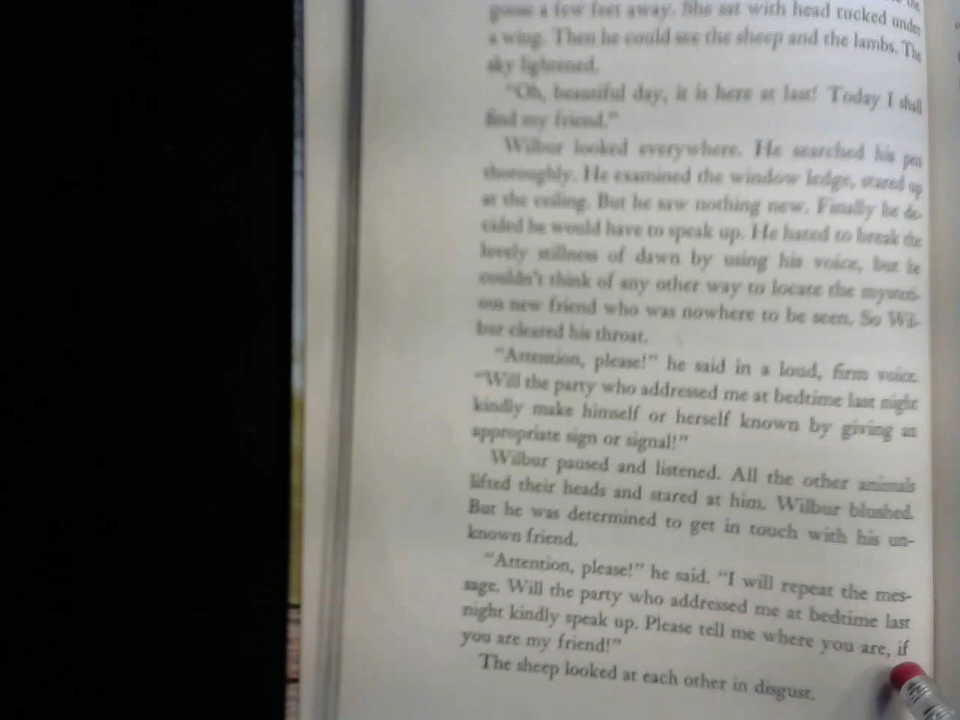 goose a few feet away. She sat with head tucked under
a wing. Then he could see the sheep and the lambs. The
sky lightened.
"Oh, beautiful day, it is here at last! Today I shall
find my friend."
Wilbur looked everywhere. He searched his pen
thoroughly. He examined the window ledge, stared up
at the ceiling. But he saw nothing new. Finally he de-
cided he would have to speak up. He hated to break the
lovely stillness of dawn by using his voice, but he
couldn't think of any other way to locate the mysteri-
ous new friend who was nowhere to be seen. So Wil-
bur cleared his throat.
"Attention, please!" he said in a loud, firm voice.
"Will the party who addressed me at bedtime last night
kindly make himself or herself known by giving an
appropriate sign or signal!"
Wilbur paused and listened. All the other animals
lifted their heads and stared at him. Wilbur blushed.
But he was determined to get in touch with his un-
known friend.
"Attention, please!" he said. "I will repeat the mes-
sage. Will the party who addressed me at bedtime last
night kindly speak up. Please tell me where you are, if
you are my friend!"
The sheep looked at each other in disgust.